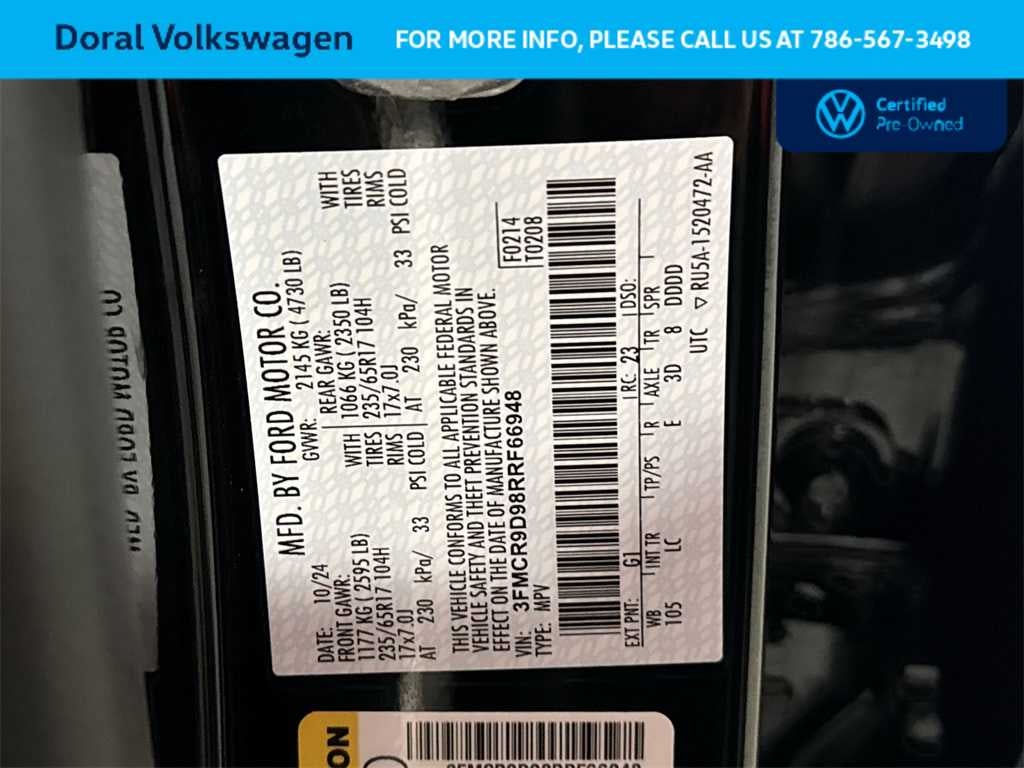 Doral Volkswagen
FOR MORE INFO, PLEASE CALL US AT 786-567-3498
Certified
Pre-Owned
MFD. BY FORD MOTOR CO.
DATE: 10/24 GVWR: 2145 KG ( 4730 LB)
FRONT GAWR: REAR GAWR:
1177 KG ( 2595 LB) WITH 1066 KG ( 2350 LB) WITH
235/65R17 104H TIRES 235/65R17 104H TIRES
17x7.0J RIMS 17x7.0J RIMS
AT 230 kPa/ 33 PSI COLD AT 230 kPa/ 33 PSI COLD
THIS VEHICLE CONFORMS TO ALL APPLICABLE FEDERAL MOTOR
VEHICLE SAFETY AND THEFT PREVENTION STANDARDS IN
EFFECT ON THE DATE OF MANUFACTURE SHOWN ABOVE.
VIN: 3FMCR9D98RRF66948 F0214
TYPE: MPV T0208
EXT PNT: G1 RC: 23 DSO:
WB INT TR TP/PS R AXLE TR SPR
105 LC E 3D 8 DDDD
UTC ▽ RU5A-1520472-AA